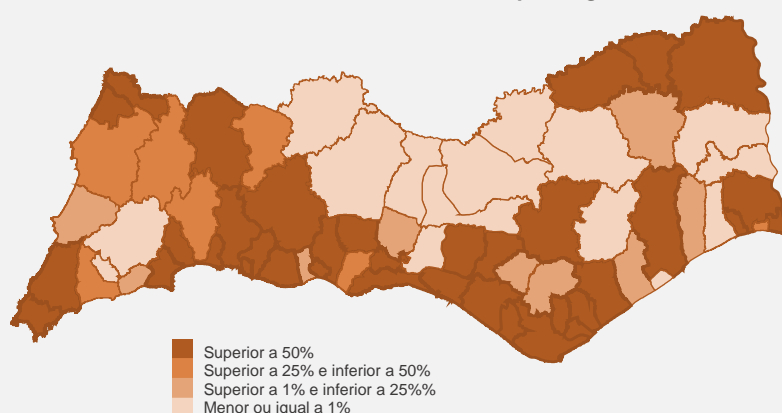 Superior a 50%
Superior a 25% e inferior a 50%
Superior a 1% e inferior a 25%%
Menor ou igual a 1%